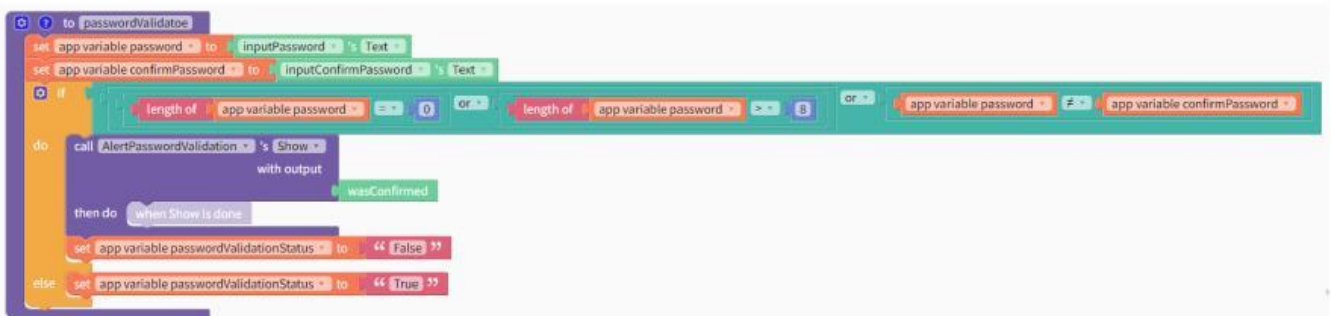 to passwordValidatoe
set app variable password to inputPassword 's Text
set app variable confirmPassword to inputConfirmPassword 's Text
if length of app variable password = 0 or length of app variable password > 8 or app variable password ≠ app variable confirmPassword
do call AlertPasswordValidation 's Show
with output
wasConfirmed
then do when Show is done
set app variable passwordValidationStatus to “ False ”
else set app variable passwordValidationStatus to “ True ”